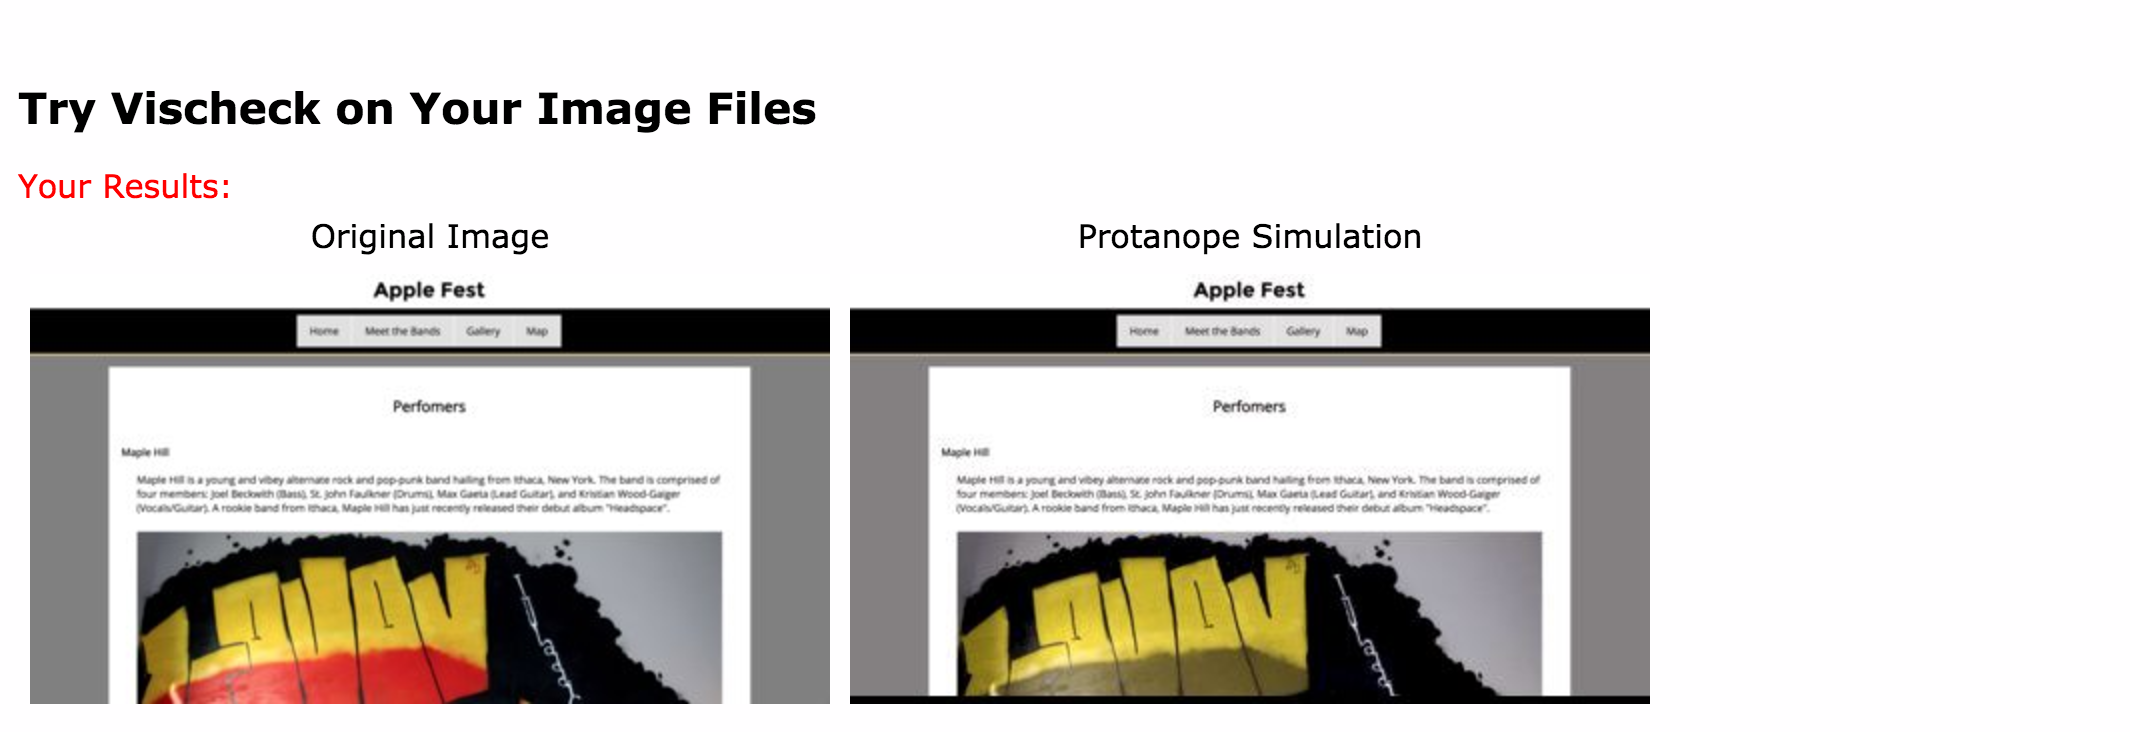 Try Vischeck on Your Image Files
Your Results:
Original Image
Protanope Simulation
Apple Fest
Home Meet the Bands Gallery Map
Perfomers
Maple Hill
Maple Hill is a young and vibey alternate rock and pop-punk band hailing from Ithaca, New York. The band is comprised of
four members: Joel Beckwith (Bass), St. John Faulkner (Drums), Max Gaeta (Lead Guitar), and Kristian Wood-Gaiger
(Vocals/Guitar). A rookie band from Ithaca, Maple Hill has just recently released their debut album "Headspace".
Apple Fest
Home Meet the Bands Gallery Map
Perfomers
Maple Hill
Maple Hill is a young and vibey alternate rock and pop-punk band hailing from Ithaca, New York. The band is comprised of
four members: Joel Beckwith (Bass), St. John Faulkner (Drums), Max Gaeta (Lead Guitar), and Kristian Wood-Gaiger
(Vocals/Guitar). A rookie band from Ithaca, Maple Hill has just recently released their debut album "Headspace".